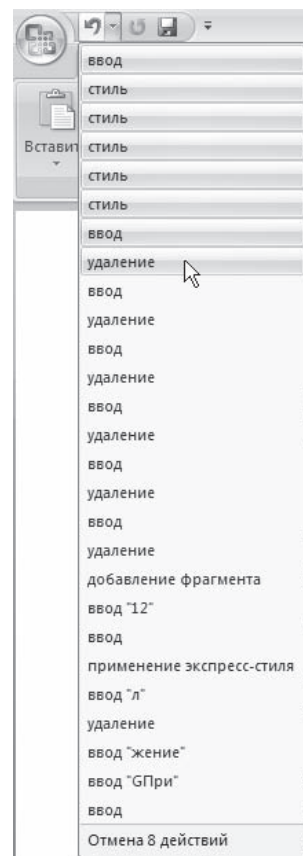 ввод
стиль
стиль
Вставит
стиль
стиль
стиль
ввод
удаление
ввод
удаление
ввод
удаление
ввод
удаление
ввод
удаление
ввод
удаление
добавление фрагмента
ввод "12"
ввод
применение экспресс-стиля
ввод "л"
удаление
ввод "жение"
ввод "GПри"
ввод
Отмена 8 действий